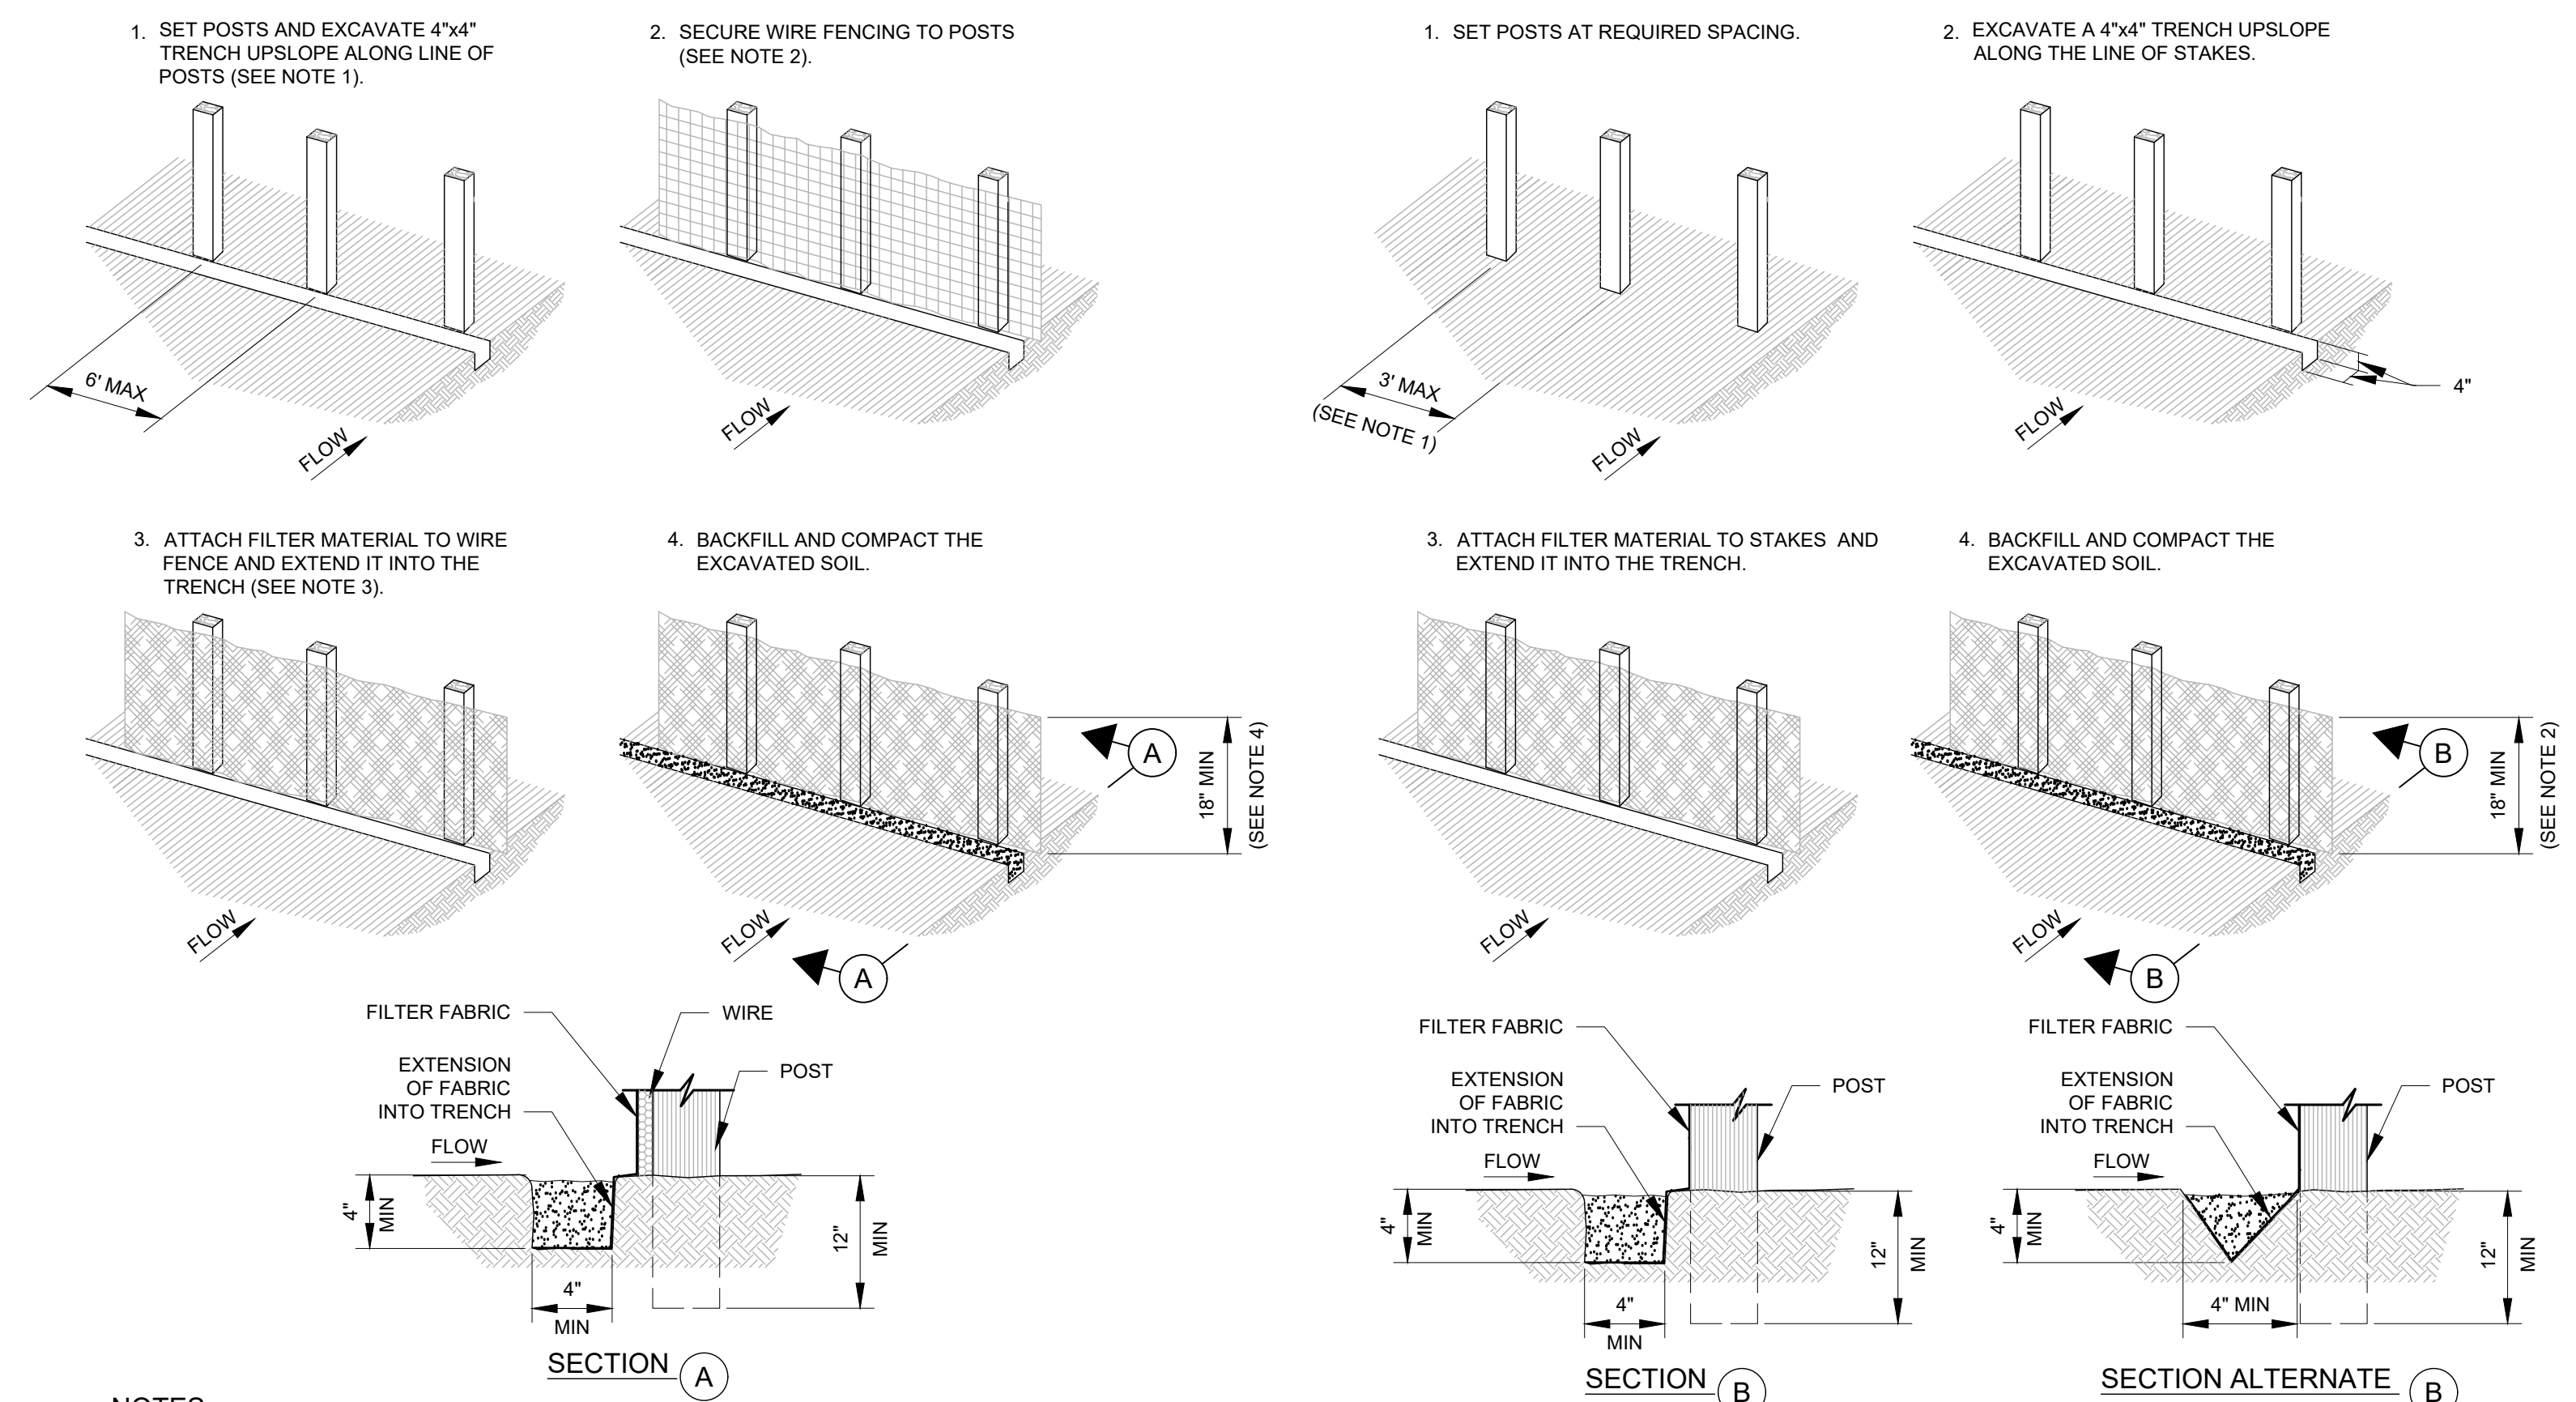 1. SET POSTS AND EXCAVATE 4"x4"
TRENCH UPSLOPE ALONG LINE OF
POSTS (SEE NOTE 1).
6' MAX
FLOW
2. SECURE WIRE FENCING TO POSTS
(SEE NOTE 2).
FLOW
3. ATTACH FILTER MATERIAL TO WIRE
FENCE AND EXTEND IT INTO THE
TRENCH (SEE NOTE 3).
FLOW
4. BACKFILL AND COMPACT THE
EXCAVATED SOIL.
A
18" MIN
(SEE NOTE 4)
FLOW
A
FILTER FABRIC
WIRE
EXTENSION
OF FABRIC
INTO TRENCH
POST
FLOW
4"
MIN
12"
MIN
4"
MIN
SECTION A
NOTES
1. SET POSTS AT REQUIRED SPACING.
3' MAX
(SEE NOTE 1)
FLOW
2. EXCAVATE A 4"x4" TRENCH UPSLOPE
ALONG THE LINE OF STAKES.
4"
FLOW
3. ATTACH FILTER MATERIAL TO STAKES AND
EXTEND IT INTO THE TRENCH.
FLOW
4. BACKFILL AND COMPACT THE
EXCAVATED SOIL.
B
18" MIN
(SEE NOTE 2)
FLOW
B
FILTER FABRIC
EXTENSION
OF FABRIC
INTO TRENCH
POST
FLOW
4"
MIN
12"
MIN
4"
MIN
SECTION B
FILTER FABRIC
EXTENSION
OF FABRIC
INTO TRENCH
POST
FLOW
4"
MIN
12"
MIN
4" MIN
SECTION ALTERNATE B